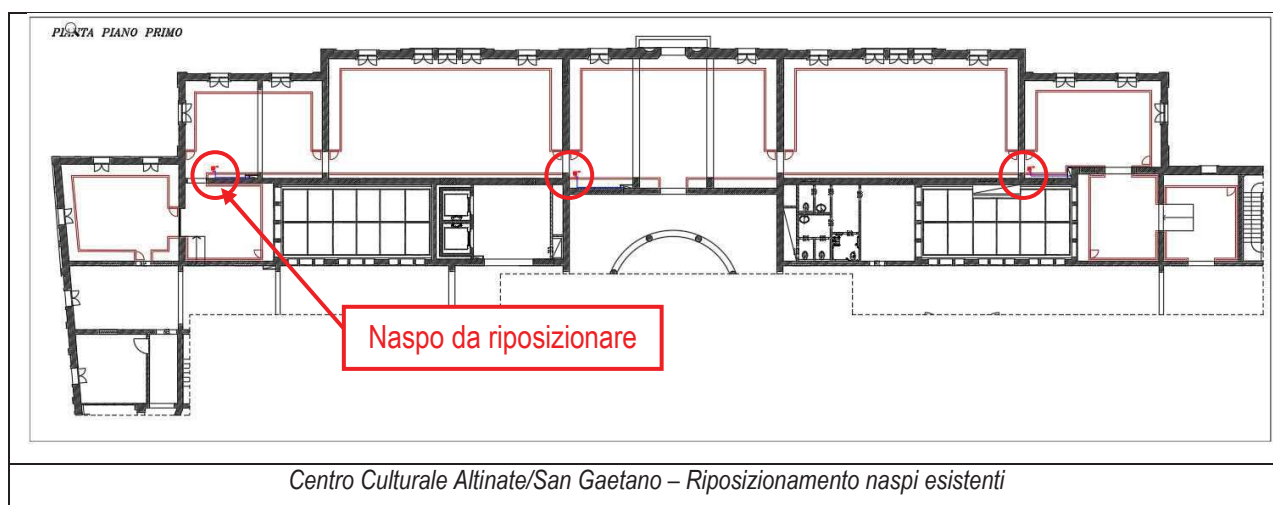 PIANTA PIANO PRIMO
Naspo da riposizionare
Centro Culturale Altinate/San Gaetano – Riposizionamento naspi esistenti